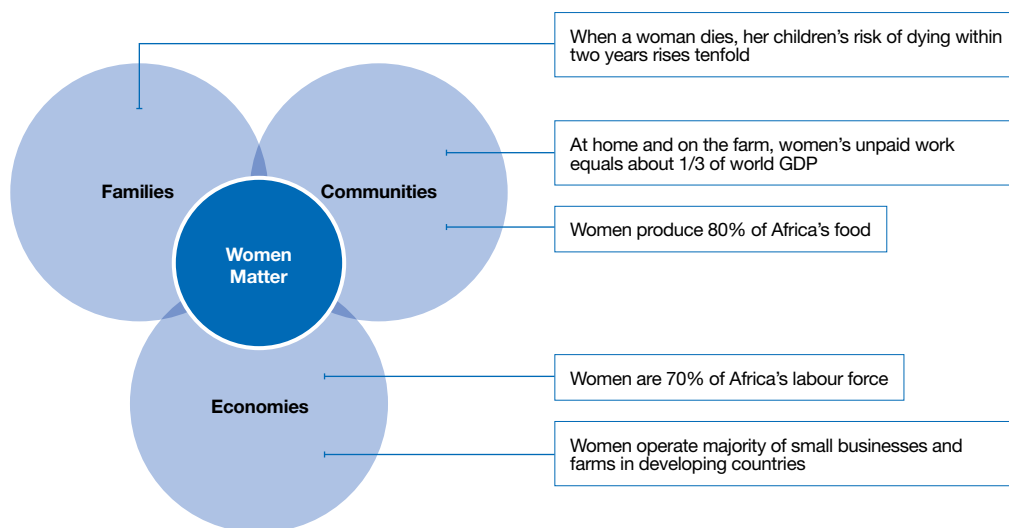 When a woman dies, her children’s risk of dying within
two years rises tenfold
At home and on the farm, women’s unpaid work
equals about 1/3 of world GDP
Families
Communities
Women produce 80% of Africa’s food
Women
Matter
Women are 70% of Africa’s labour force
Economies
Women operate majority of small businesses and
farms in developing countries